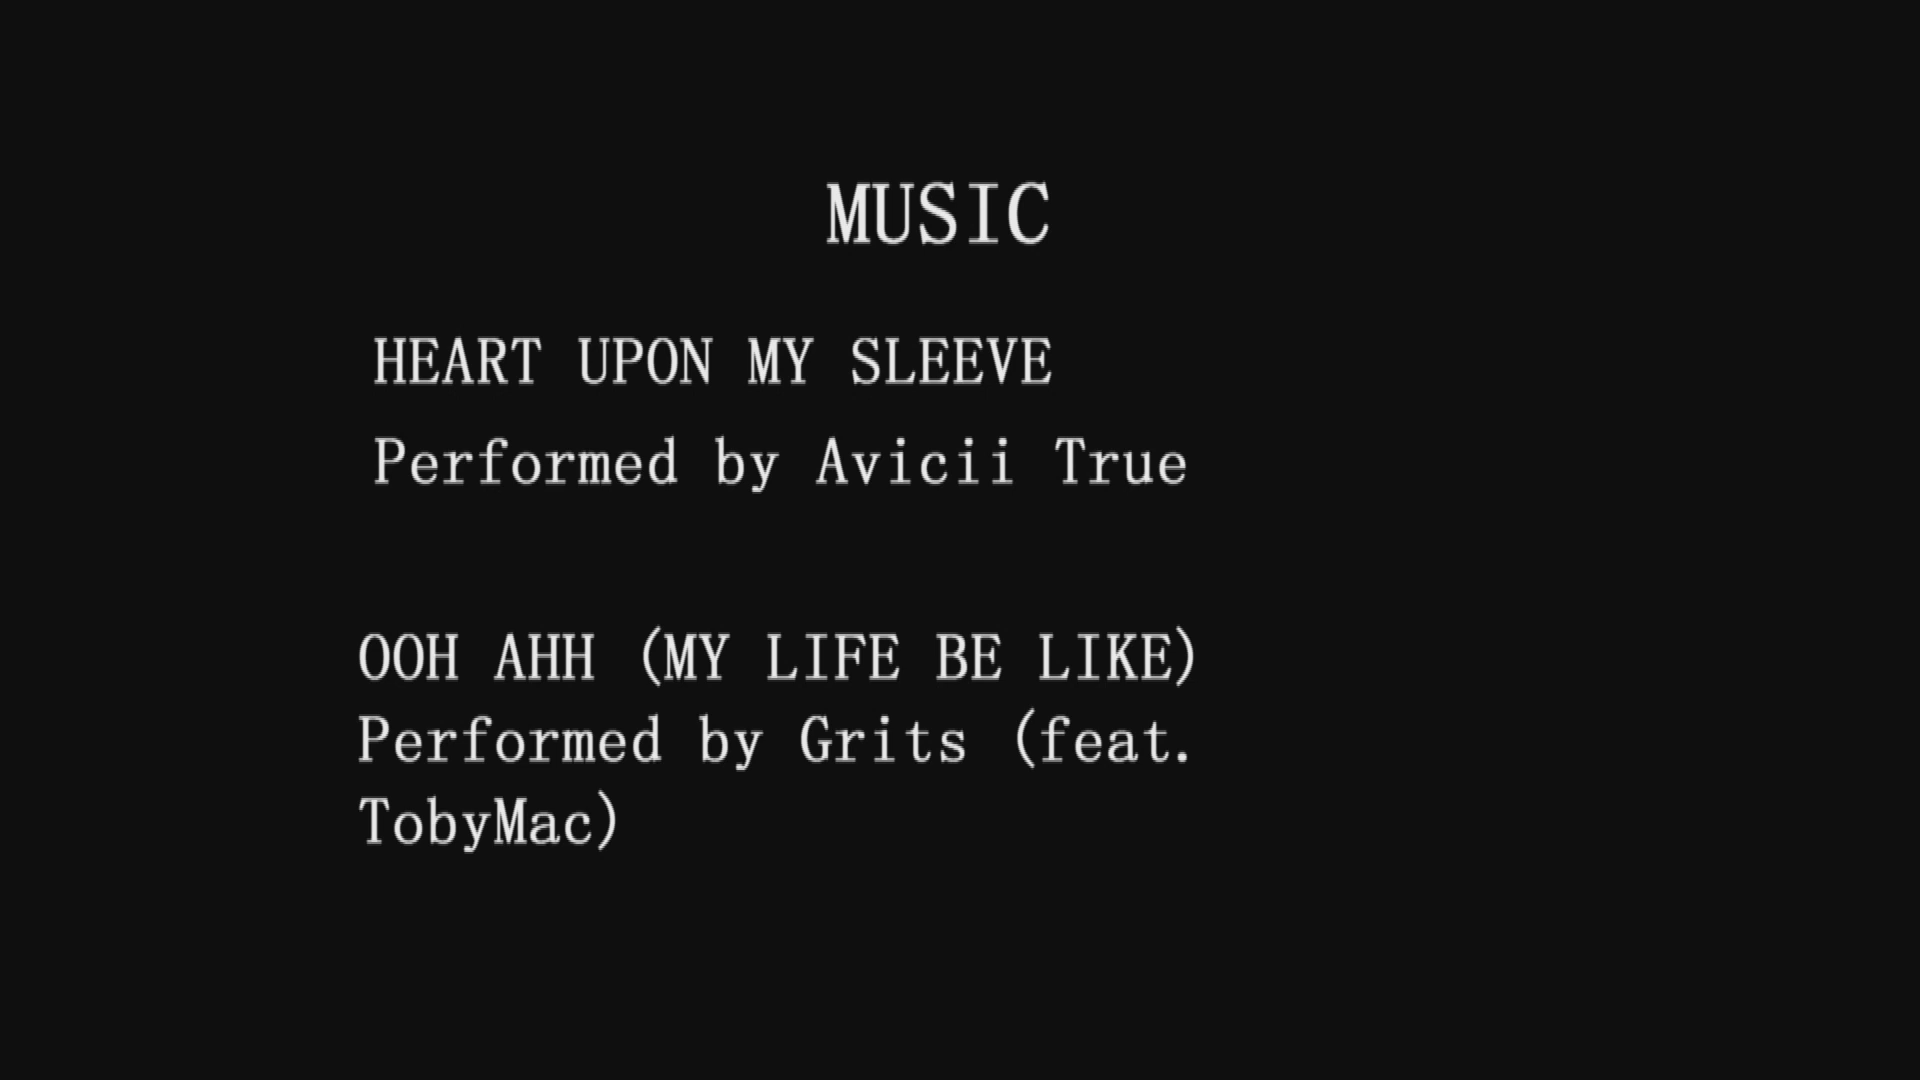 MUSIC
HEART UPON MY SLEEVE
Performed by Avicii True
OOH AHH (MY LIFE BE LIKE)
Performed by Grits (feat.
TobyMac)